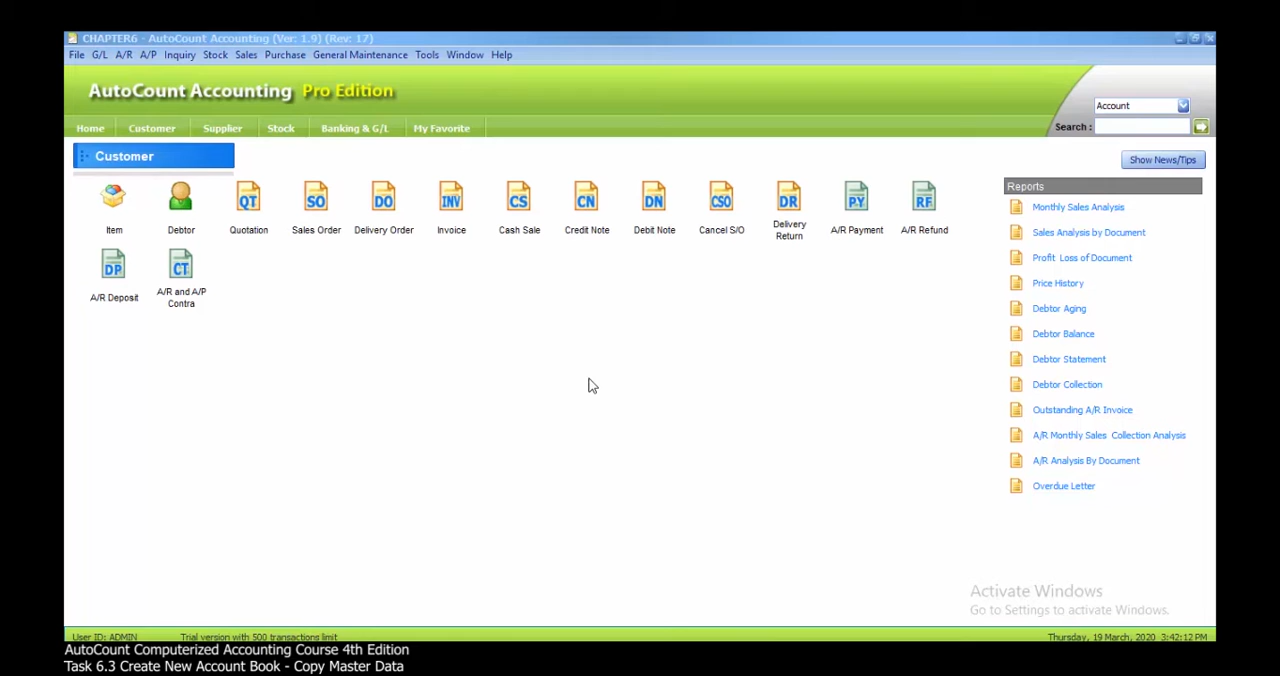 CHAPTER6 - AutoCount Accounting (Ver: 1.9) (Rev: 17)
File G/L A/R A/P Inquiry Stock Sales Purchase General Maintenance Tools Window Help
AutoCount Accounting Pro Edition
Account
Search :
Home Customer Supplier Stock Banking & G/L My Favorite
Customer
Show News/Tips
QT SO DO INV CS CN DN CSO DR PY RF
Item Debtor Quotation Sales Order Delivery Order Invoice Cash Sale Credit Note Debit Note Cancel S/O Delivery Return A/R Payment A/R Refund
DP CT
A/R Deposit A/R and A/P Contra
Reports
Monthly Sales Analysis
Sales Analysis by Document
Profit Loss of Document
Price History
Debtor Aging
Debtor Balance
Debtor Statement
Debtor Collection
Outstanding A/R Invoice
A/R Monthly Sales Collection Analysis
A/R Analysis By Document
Overdue Letter
Activate Windows
Go to Settings to activate Windows.
User ID: ADMIN Trial version with 500 transactions limit Thursday, 19 March, 2020 3:42:12 PM
AutoCount Computerized Accounting Course 4th Edition
Task 6.3 Create New Account Book - Copy Master Data